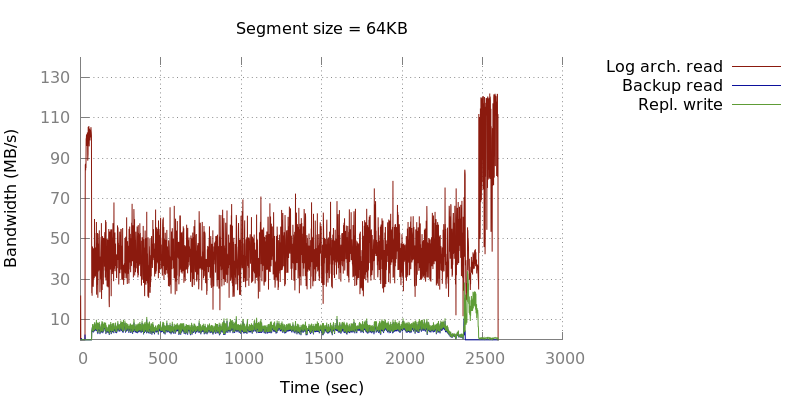 Segment size = 64KB
Log arch. read
Backup read
Repl. write
Bandwidth (MB/s)
130
110
90
70
50
30
10
0 500 1000 1500 2000 2500 3000
Time (sec)